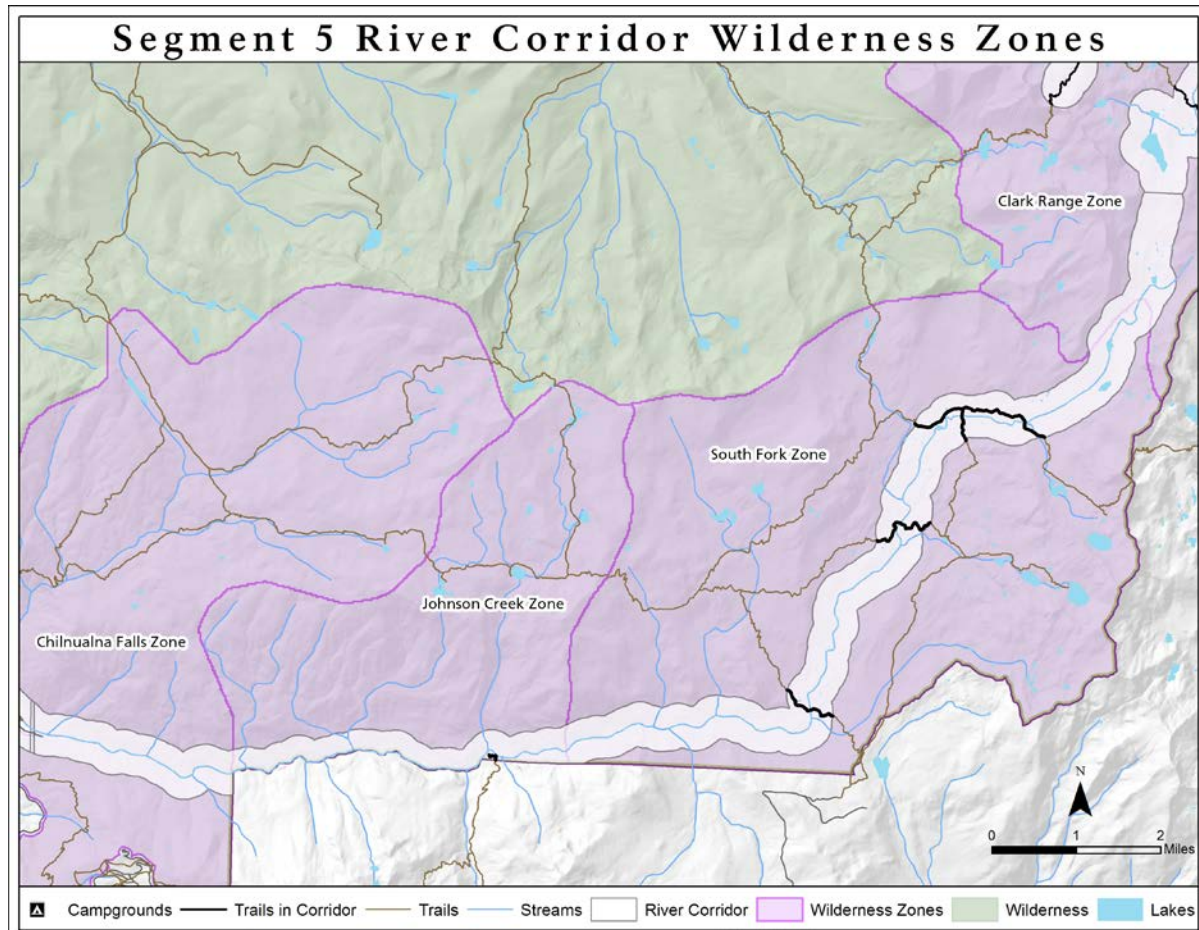 Segment 5 River Corridor Wilderness Zones
Clark Range Zone
South Fork Zone
Johnson Creek Zone
Chilnualna Falls Zone
N
0 1 2
Miles
Campgrounds Trails in Corridor Trails Streams River Corridor Wilderness Zones Wilderness Lakes